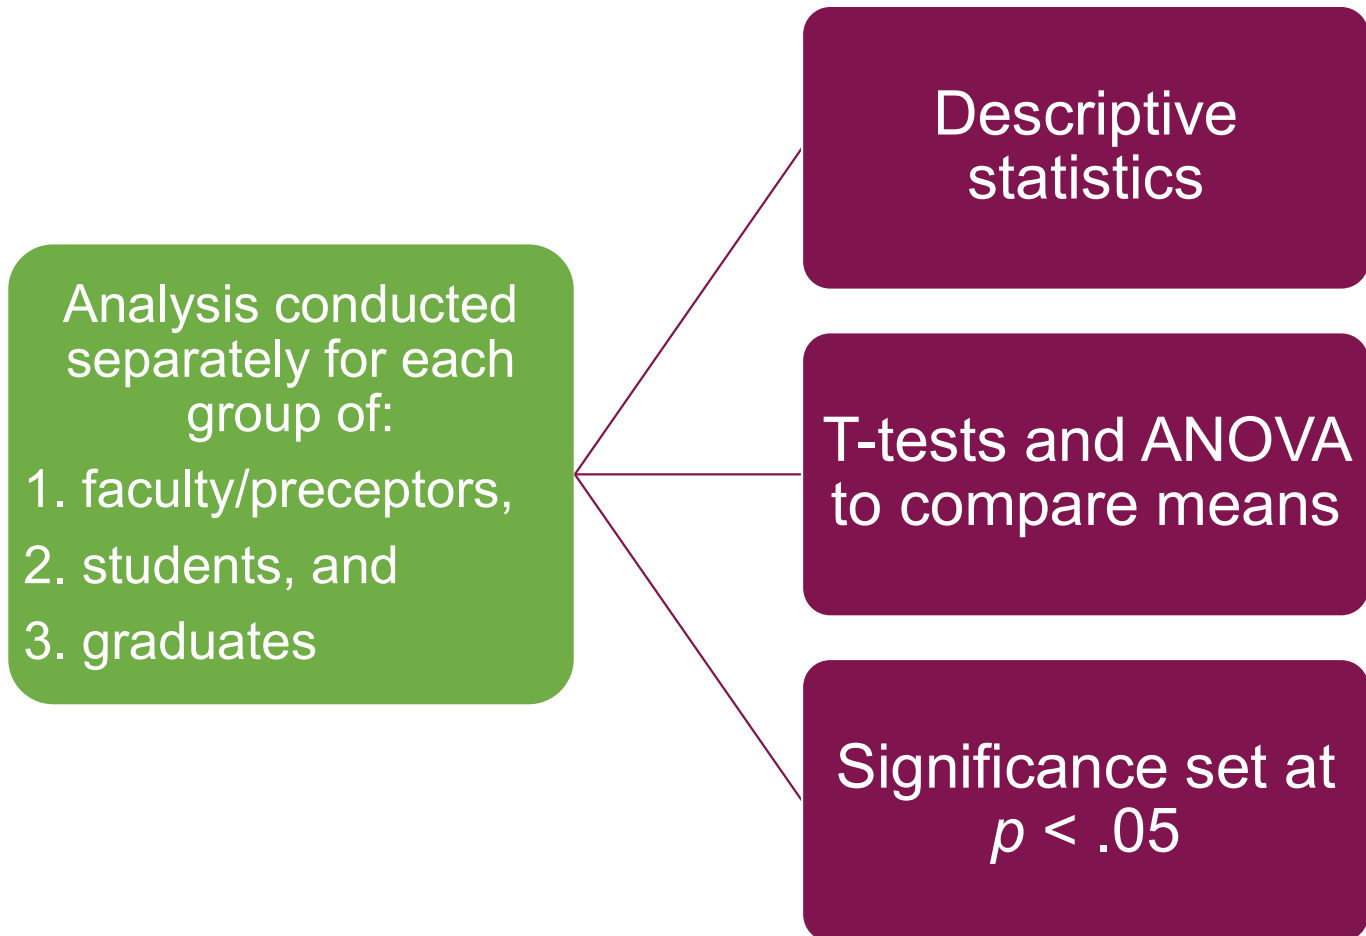 Analysis conducted
separately for each
group of:
1. faculty/preceptors,
2. students, and
3. graduates
Descriptive
statistics
T-tests and ANOVA
to compare means
Significance set at
p < .05